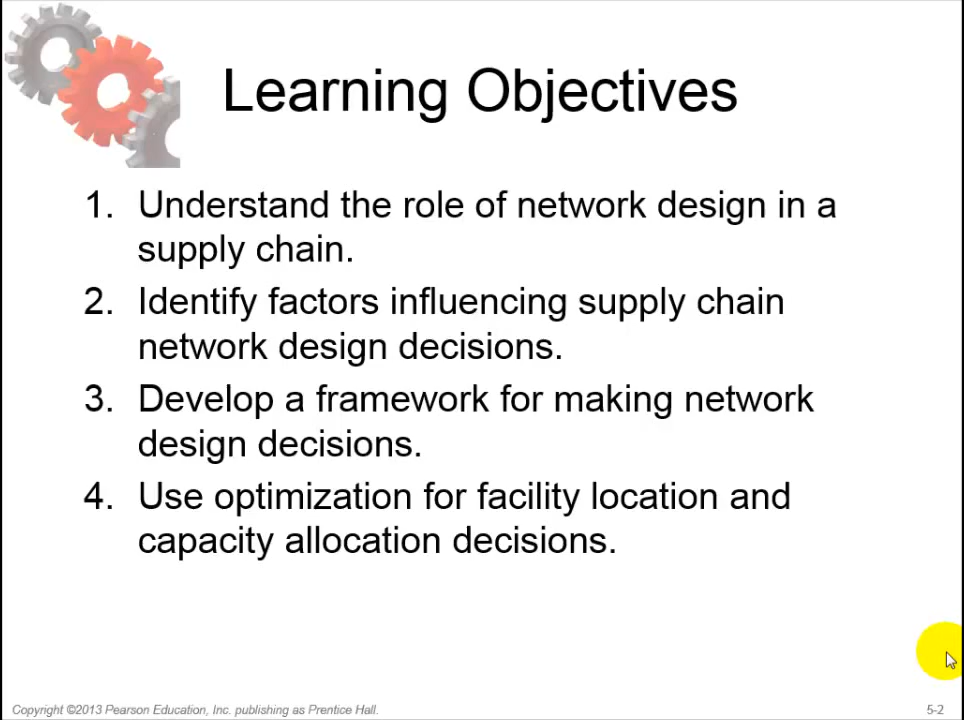 Learning Objectives
1. Understand the role of network design in a
supply chain.
2. Identify factors influencing supply chain
network design decisions.
3. Develop a framework for making network
design decisions.
4. Use optimization for facility location and
capacity allocation decisions.
Copyright ©2013 Pearson Education, Inc. publishing as Prentice Hall.
5-2